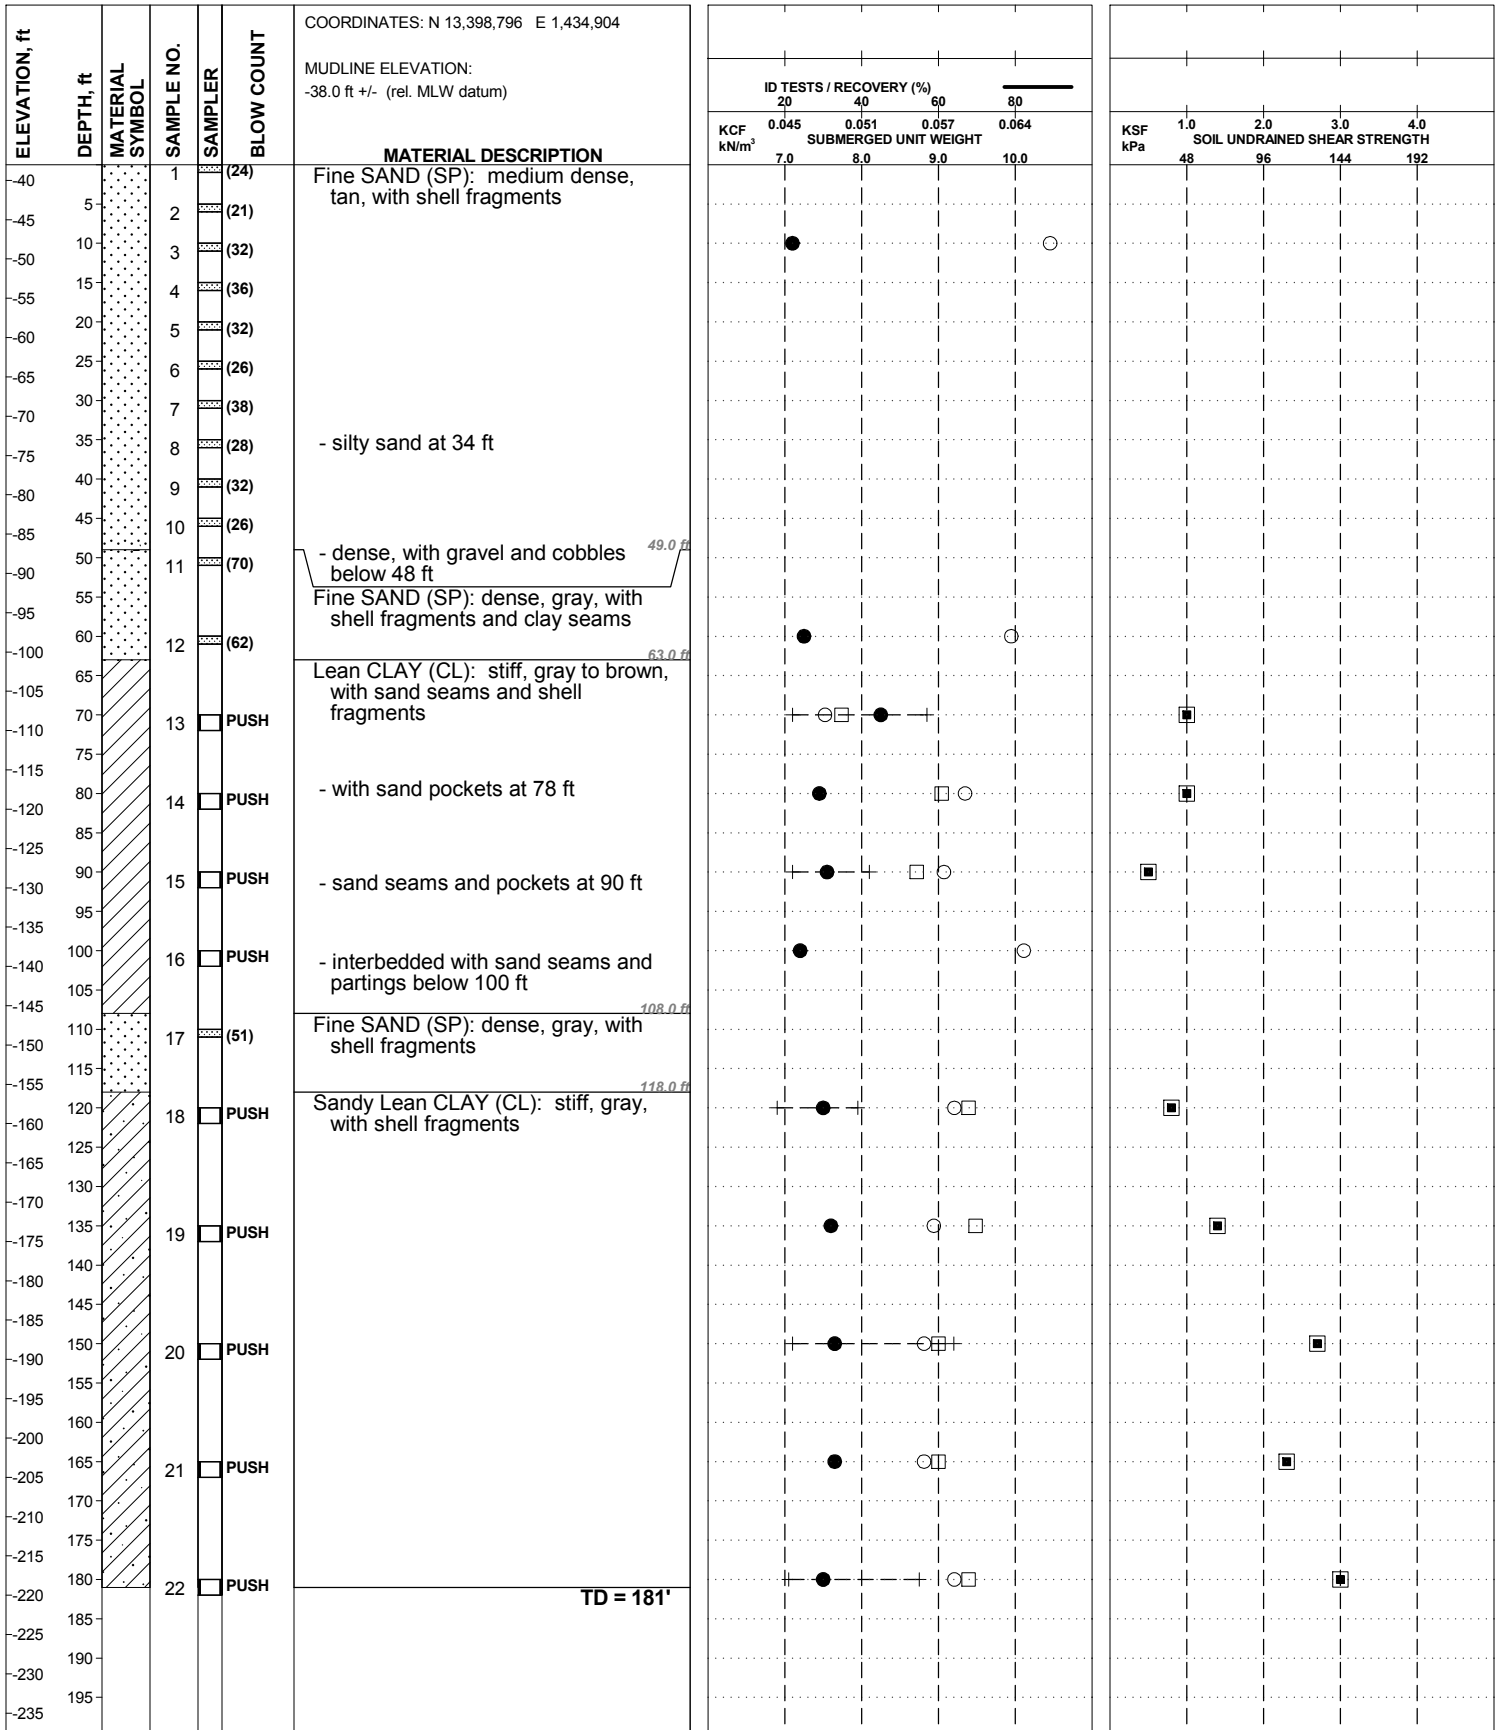 ELEVATION, ft
DEPTH, ft
MATERIAL SYMBOL
SAMPLE NO.
SAMPLER
BLOW COUNT
COORDINATES: N 13,398,796 E 1,434,904
MUDLINE ELEVATION:
-38.0 ft +/- (rel. MLW datum)
MATERIAL DESCRIPTION
ID TESTS / RECOVERY (%)
20 40 60 80
KCF 0.045 0.051 0.057 0.064
SUBMERGED UNIT WEIGHT
kN/m³ 7.0 8.0 9.0 10.0
KSF 1.0 2.0 3.0 4.0
SOIL UNDRAINED SHEAR STRENGTH
kPa 48 96 144 192
1 (24)
Fine SAND (SP): medium dense,
tan, with shell fragments
-40
5
2 (21)
-45
10
3 (32)
-50
15
4 (36)
-55
20
5 (32)
-60
25
6 (26)
-65
30
7 (38)
-70
35
8 (28)
- silty sand at 34 ft
-75
40
9 (32)
-80
45
10 (26)
-85
49.0 ft
50
- dense, with gravel and cobbles
below 48 ft
11 (70)
-90
55
Fine SAND (SP): dense, gray, with
shell fragments and clay seams
-95
60
12 (62)
-100
63.0 ft
65
Lean CLAY (CL): stiff, gray to brown,
with sand seams and shell
fragments
-105
70
13 PUSH
-110
75
-115
- with sand pockets at 78 ft
80
14 PUSH
-120
85
-125
90
15 PUSH
- sand seams and pockets at 90 ft
-130
95
-135
100
16 PUSH
- interbedded with sand seams and
partings below 100 ft
-140
105
-145
108.0 ft
110
Fine SAND (SP): dense, gray, with
shell fragments
17 (51)
-150
115
-155
118.0 ft
120
Sandy Lean CLAY (CL): stiff, gray,
with shell fragments
18 PUSH
-160
125
-165
130
-170
135
19 PUSH
-175
140
-180
145
-185
150
20 PUSH
-190
155
-195
160
-200
165
21 PUSH
-205
170
-210
175
-215
180
22 PUSH
-220
TD = 181'
185
-225
190
-230
195
-235